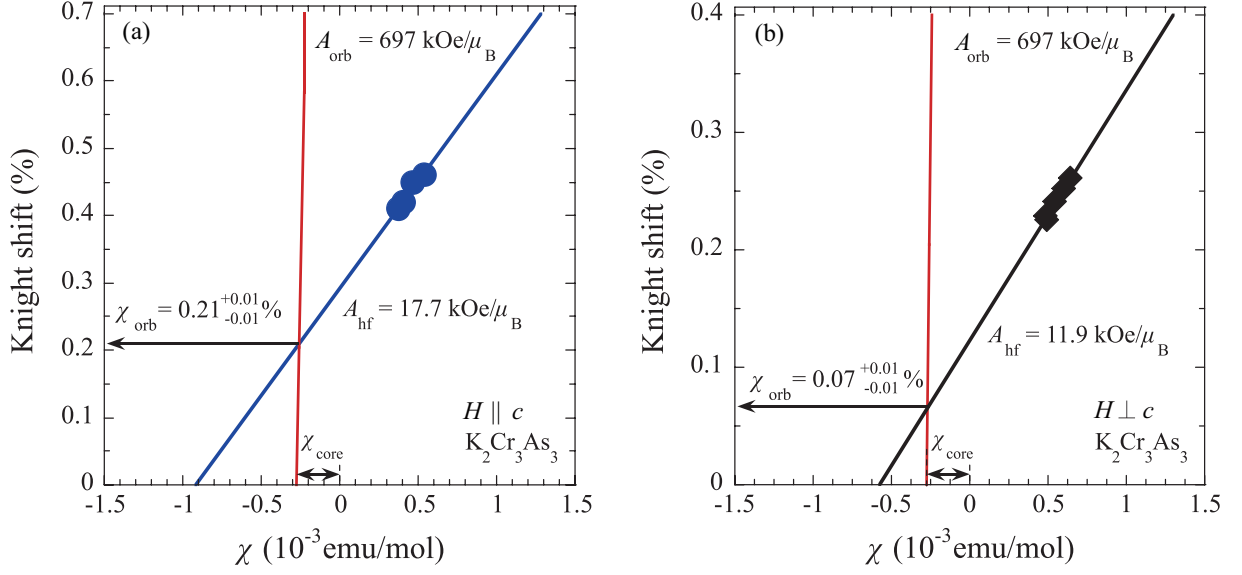 (a)
A_orb = 697 kOe/μ_B
0.7
0.6
0.5
0.4
0.3
0.2
0.1
0
Knight shift (%)
χ_orb = 0.21 +0.01 -0.01 %
A_hf = 17.7 kOe/μ_B
H ∥ c
K₂Cr₃As₃
χ_core
-1.5 -1 -0.5 0 0.5 1 1.5
χ (10⁻³ emu/mol)
(b)
A_orb = 697 kOe/μ_B
0.4
0.3
0.2
0.1
0
Knight shift (%)
A_hf = 11.9 kOe/μ_B
χ_orb = 0.07 +0.01 -0.01 %
H ⊥ c
K₂Cr₃As₃
χ_core
-1.5 -1 -0.5 0 0.5 1 1.5
χ (10⁻³ emu/mol)